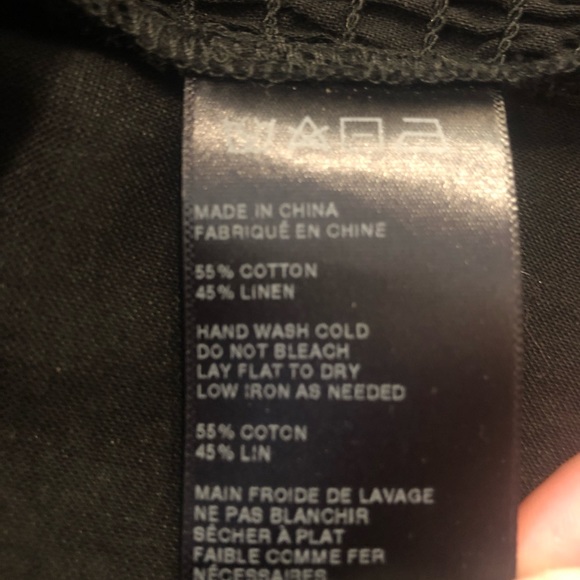 MADE IN CHINA
FABRIQUÉ EN CHINE
55% COTTON
45% LINEN
HAND WASH COLD
DO NOT BLEACH
LAY FLAT TO DRY
LOW IRON AS NEEDED
55% COTON
45% LIN
MAIN FROIDE DE LAVAGE
NE PAS BLANCHIR
SÈCHER À PLAT
FAIBLE COMME FER
NÉCESSAIRES